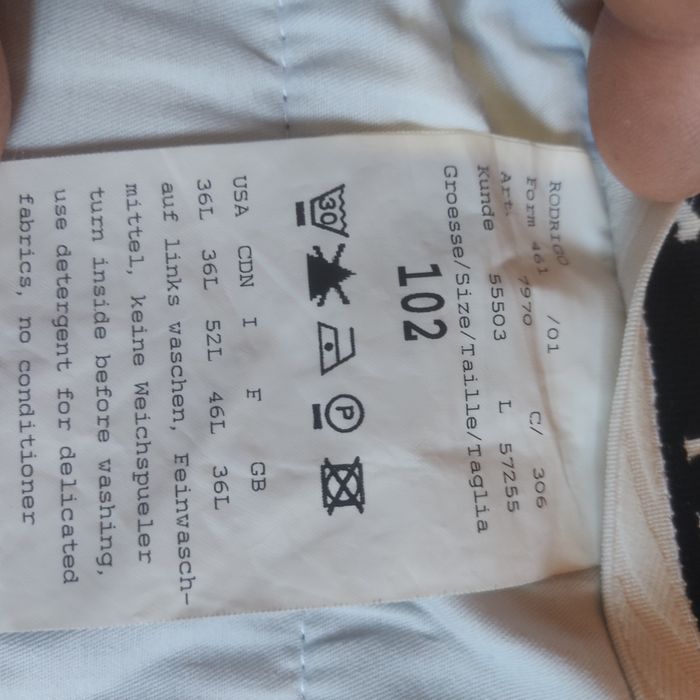 RODRIGO /01
Form 461 C/ 306
Art. 7970 L 57255
Kunde 55503
Groesse/Size/Taille/Taglia
102
30 P
USA CDN I F GB
36L 36L 52L 46L 36L
auf links waschen, Feinwasch-
mittel, keine Weichspueler
turn inside before washing,
use detergent for delicated
fabrics, no conditioner